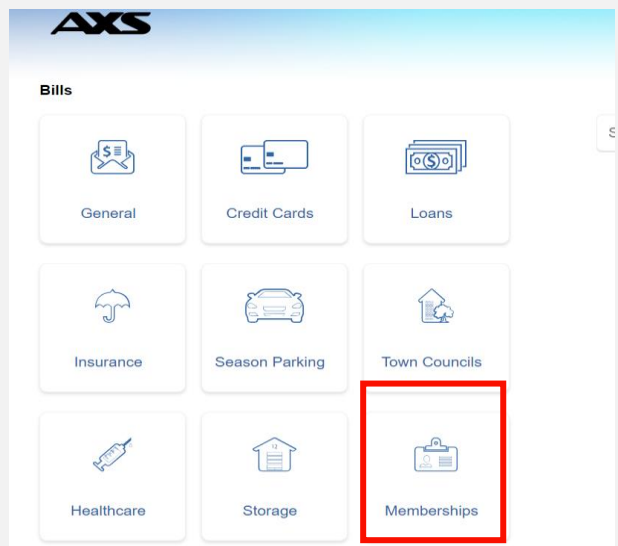 AXS
Bills
General
Credit Cards
Loans
Insurance
Season Parking
Town Councils
Healthcare
Storage
Memberships